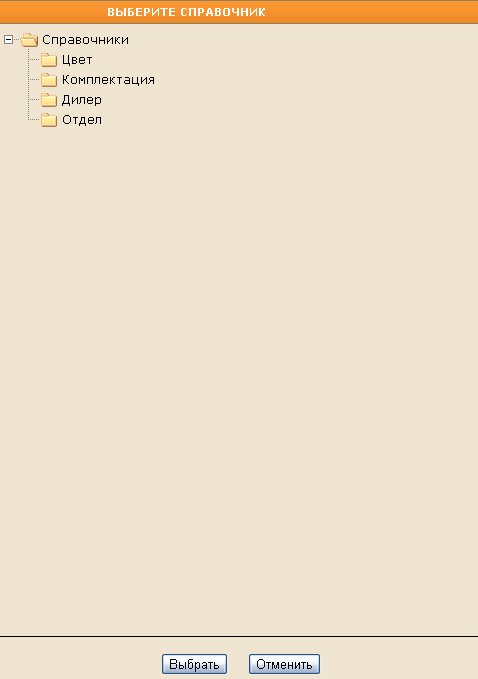 ВЫБЕРИТЕ СПРАВОЧНИК
Справочники
Цвет
Комплектация
Дилер
Отдел
Выбрать Отменить